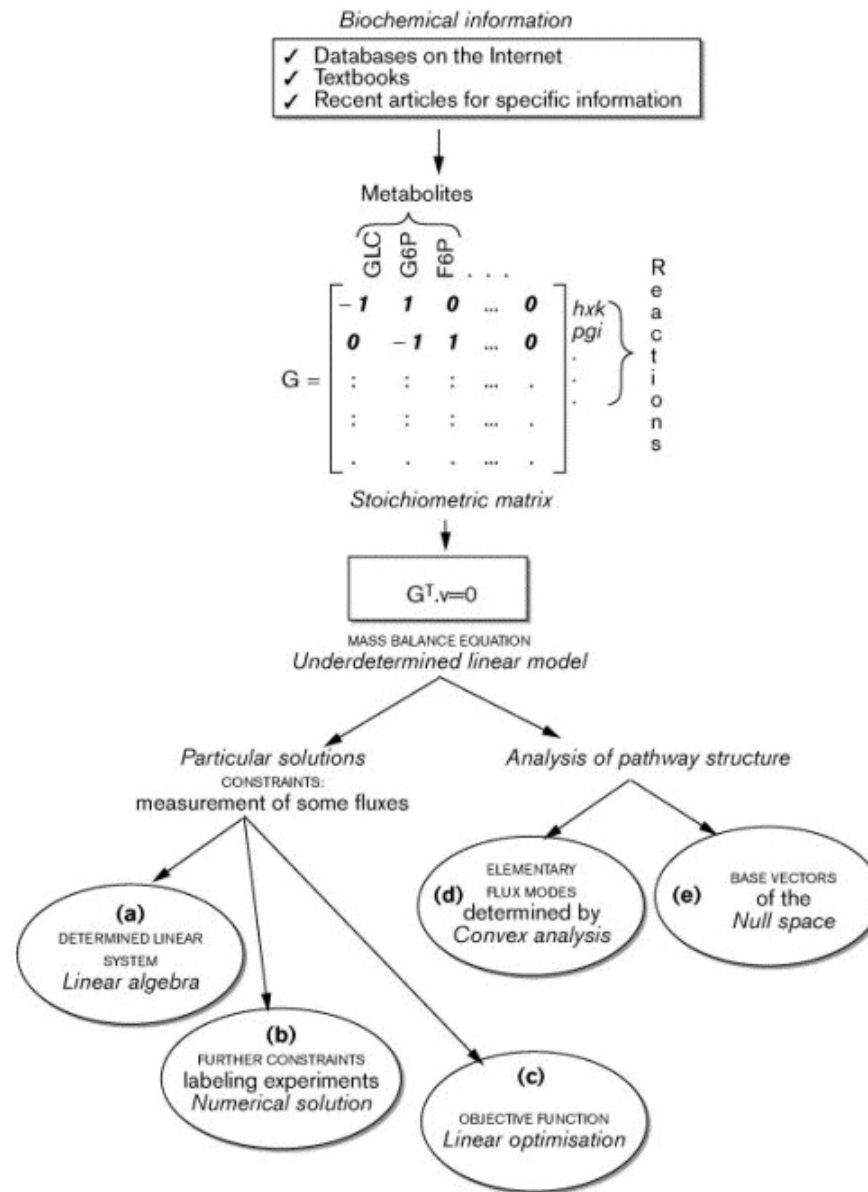 Biochemical information
✓ Databases on the Internet
✓ Textbooks
✓ Recent articles for specific information
Metabolites
GLC G6P F6P . . .
Reactions
– 1 1 0 ... 0 hxk
0 – 1 1 ... 0 pgi
G = : : : ... . .
: : : ... . .
. . . ... .
Stoichiometric matrix
Gᵀ.v=0
MASS BALANCE EQUATION
Underdetermined linear model
Particular solutions
CONSTRAINTS:
measurement of some fluxes
Analysis of pathway structure
(a)
DETERMINED LINEAR
SYSTEM
Linear algebra
(b)
FURTHER CONSTRAINTS
labeling experiments
Numerical solution
(c)
OBJECTIVE FUNCTION
Linear optimisation
(d)
ELEMENTARY
FLUX MODES
determined by
Convex analysis
(e)
BASE VECTORS
of the
Null space